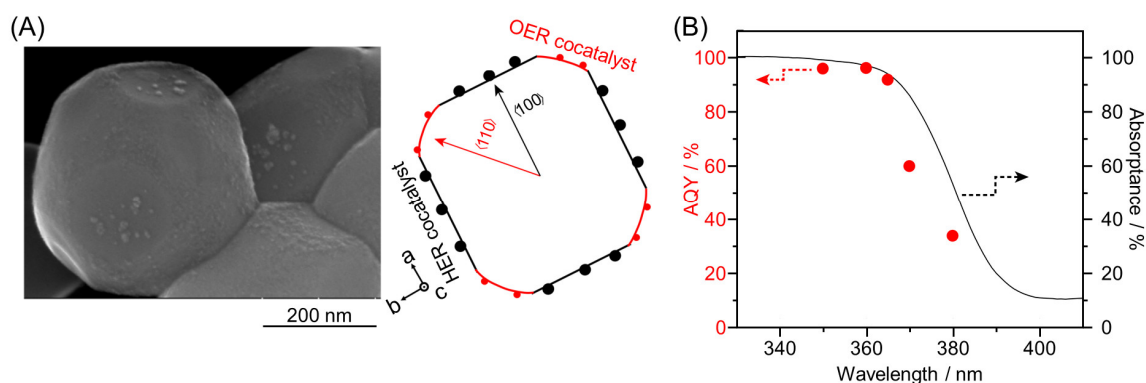 (A)
200 nm
OER cocatalyst
⟨100⟩
⟨110⟩
HER cocatalyst
a
b
c
(B)
100
80
60
40
20
0
AQY / %
100
80
60
40
20
0
Absorptance / %
340
360
380
400
Wavelength / nm